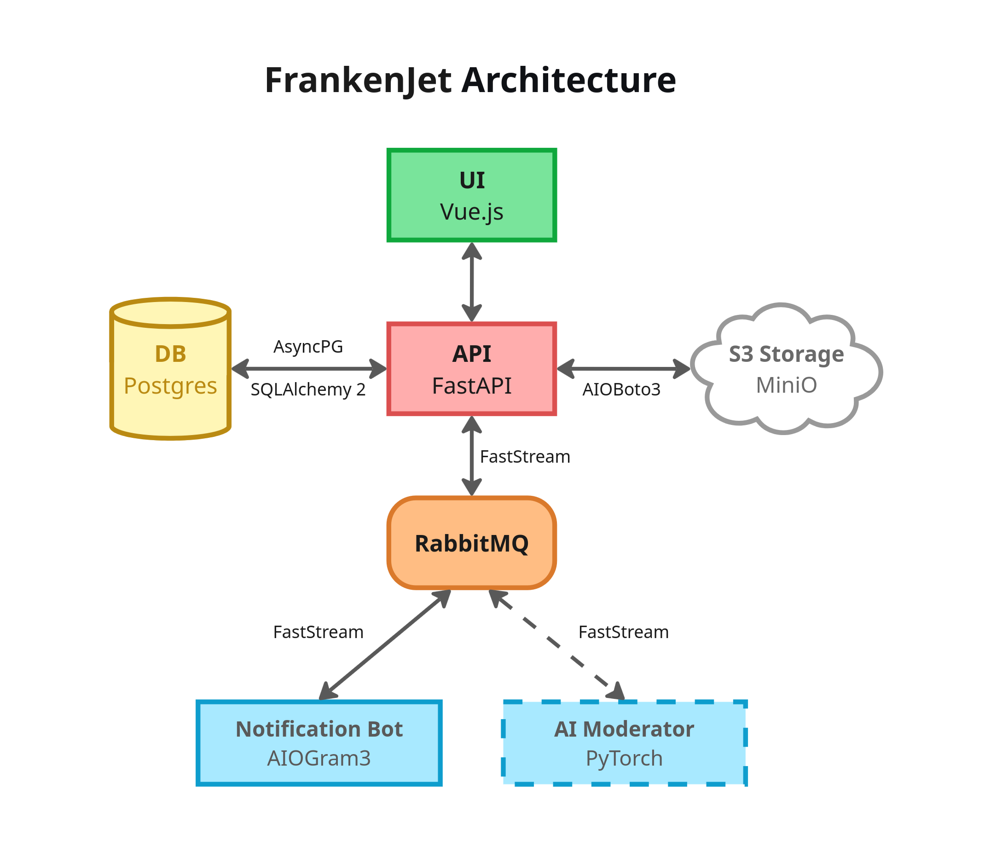 FrankenJet Architecture
UI
Vue.js
DB
Postgres
AsyncPG
SQLAlchemy 2
API
FastAPI
AIOBoto3
S3 Storage
MiniO
FastStream
RabbitMQ
FastStream
FastStream
Notification Bot
AIOGram3
AI Moderator
PyTorch